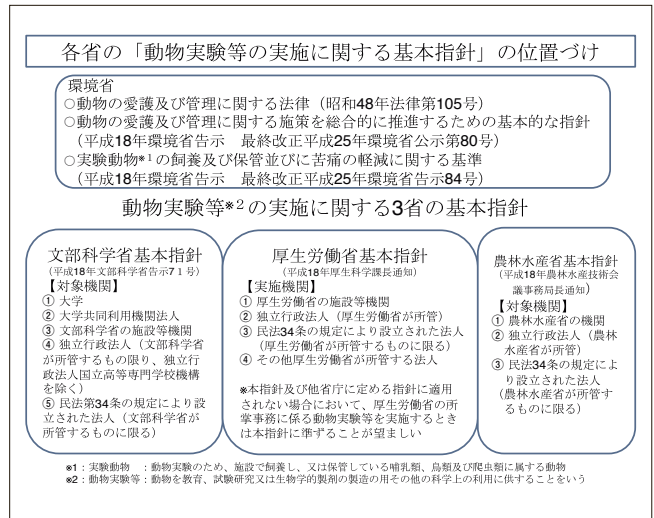 各省の「動物実験等の実施に関する基本指針」の位置づけ
環境省
○動物の愛護及び管理に関する法律（昭和48年法律第105号）
○動物の愛護及び管理に関する施策を総合的に推進するための基本的な指針
（平成18年環境省告示　最終改正平成25年環境省公示第80号）
○実験動物※1の飼養及び保管並びに苦痛の軽減に関する基準
（平成18年環境省告示　最終改正平成25年環境省告示84号）
動物実験等※2の実施に関する3省の基本指針
文部科学省基本指針
（平成18年文部科学省告示７１号）
【対象機関】
① 大学
② 大学共同利用機関法人
③ 文部科学省の施設等機関
④ 独立行政法人（文部科学省
が所管するもの限り、独立行
政法人国立高等専門学校機構
を除く）
⑤ 民法第34条の規定により設
立された法人（文部科学省が
所管するものに限る）
厚生労働省基本指針
（平成18年厚生科学課長通知）
【実施機関】
① 厚生労働省の施設等機関
② 独立行政法人（厚労省が所管）
③ 民法34条の規定により設立された法人
（厚生労働省が所管するものに限る）
④ その他厚生労働省が所管する法人
※本指針及び他省庁に定める指針に適用
されない場合において、厚生労働省の所
掌事務に係る動物実験等を実施するとき
は本指針に準ずることが望ましい
農林水産省基本指針
（平成18年農林水産技術会
議事務局長通知）
【対象機関】
① 農林水産省の機関
② 独立行政法人（農林
水産省が所管）
③ 民法34条の規定によ
り設立された法人
（農林水産省が所管す
るものに限る）
※1：実験動物　：動物実験のため、施設で飼養し、又は保管している哺乳類、鳥類及び爬虫類に属する動物
※2：動物実験等：動物を教育、試験研究又は生物学的製剤の製造の用その他の科学上の利用に供することをいう